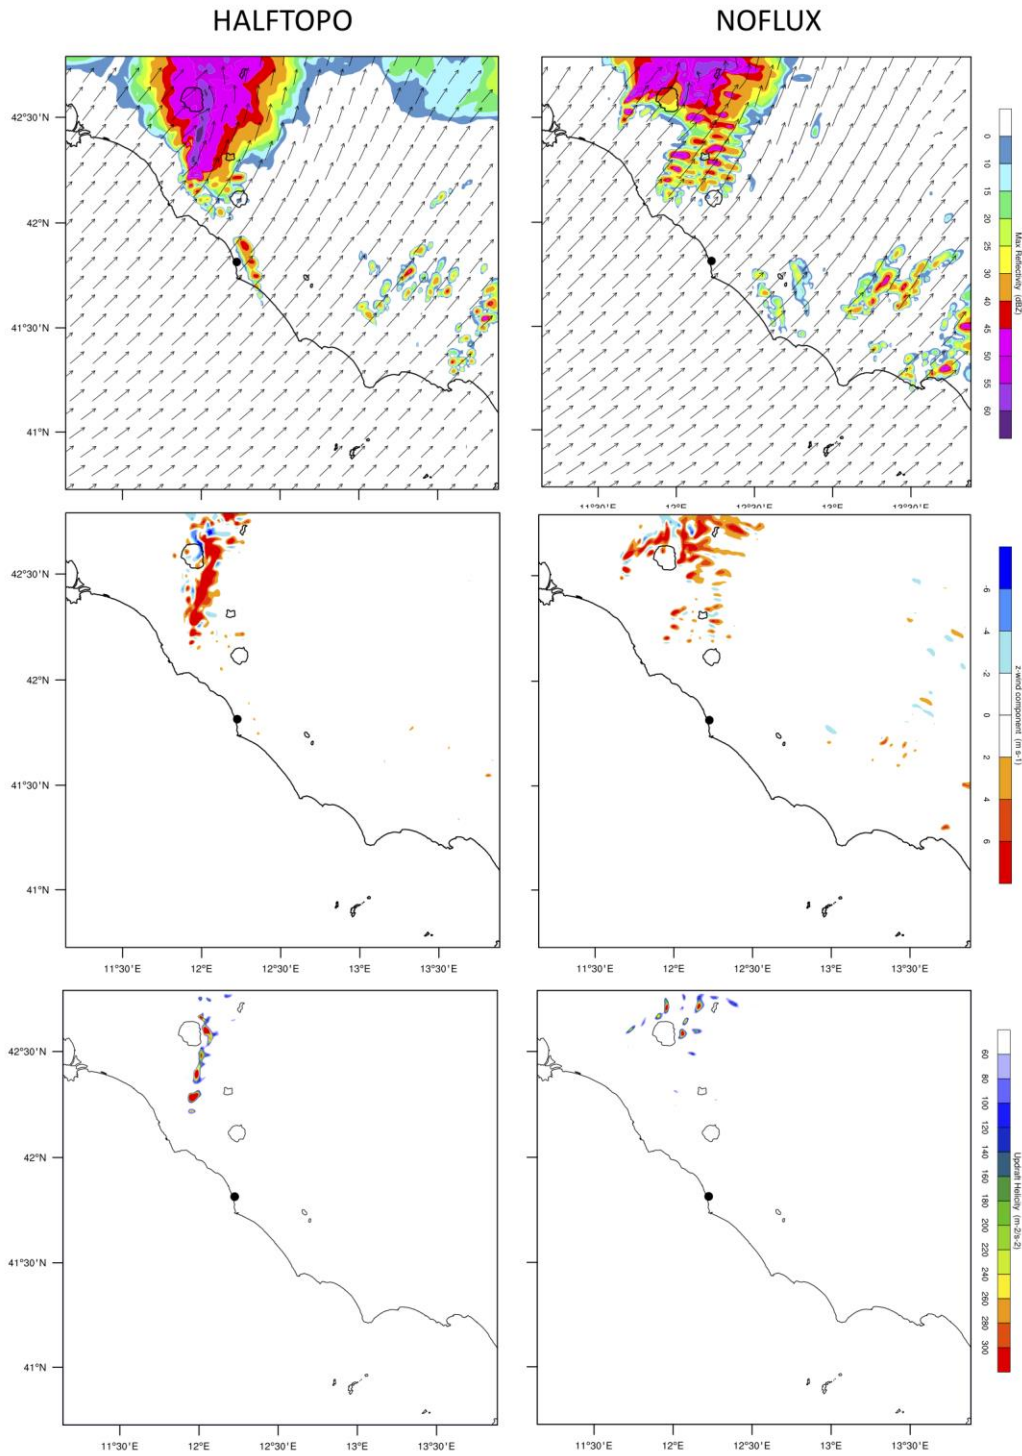 HALFTOPO
NOFLUX
42°30'N
42°N
41°30'N
41°N
0 10 15 20 25 30 40 45 50 55 60
Max Reflectivity (dBZ)
42°30'N
42°N
41°30'N
41°N
11°30'E 12°E 12°30'E 13°E 13°30'E
11°30'E 12°E 12°30'E 13°E 13°30'E
-6 -4 -2 0 2 4 6
z-wind component (m s-1)
42°30'N
42°N
41°30'N
41°N
11°30'E 12°E 12°30'E 13°E 13°30'E
11°30'E 12°E 12°30'E 13°E 13°30'E
60 80 100 120 140 160 180 200 220 240 260 280 300
Updraft Helicity (m-2/s-2)